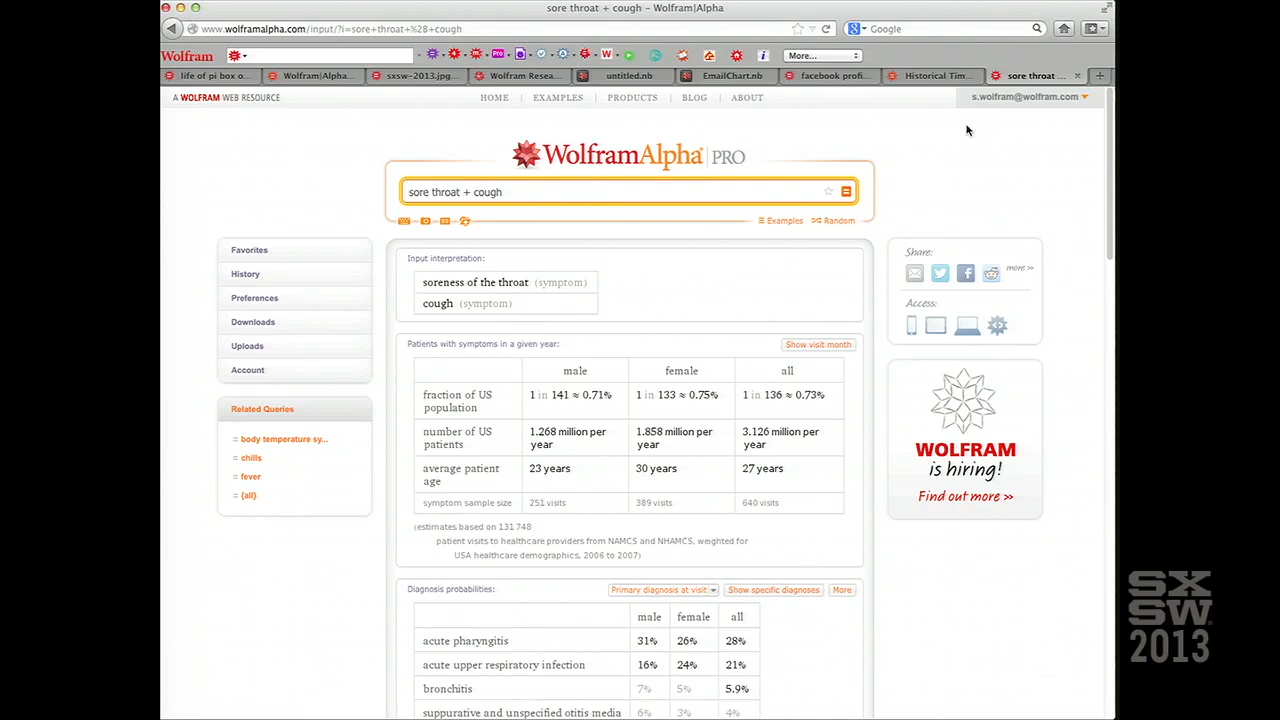 sore throat + cough – Wolfram|Alpha
www.wolframalpha.com/input/?i=sore+throat+%2B+cough
Google
Wolfram
Pro
W
i
More...
life of pi box o...
Wolfram|Alpha...
sxsw-2013.jpg...
Wolfram Resea...
untitled.nb
EmailChart.nb
facebook profi...
Historical Tim...
sore throat ...
A WOLFRAM WEB RESOURCE
HOME | EXAMPLES | PRODUCTS | BLOG | ABOUT
s.wolfram@wolfram.com
WolframAlpha PRO
sore throat + cough
Examples
Random
Favorites
History
Preferences
Downloads
Uploads
Account
Related Queries
= body temperature sy...
= chills
= fever
= {all}
Input interpretation:
soreness of the throat (symptom)
cough (symptom)
Patients with symptoms in a given year:
Show visit month
male female all
fraction of US population 1 in 141 ≈ 0.71% 1 in 133 ≈ 0.75% 1 in 136 ≈ 0.73%
number of US patients 1.268 million per year 1.858 million per year 3.126 million per year
average patient age 23 years 30 years 27 years
symptom sample size 251 visits 389 visits 640 visits
(estimates based on 131 748
patient visits to healthcare providers from NAMCS and NHAMCS, weighted for
USA healthcare demographics, 2006 to 2007)
Diagnosis probabilities:
Primary diagnosis at visit
Show specific diagnoses
More
male female all
acute pharyngitis 31% 26% 28%
acute upper respiratory infection 16% 24% 21%
bronchitis 7% 5% 5.9%
suppurative and unspecified otitis media 6% 3% 4%
Share:
more »
Access:
WOLFRAM
is hiring!
Find out more »
SX
SW
2013